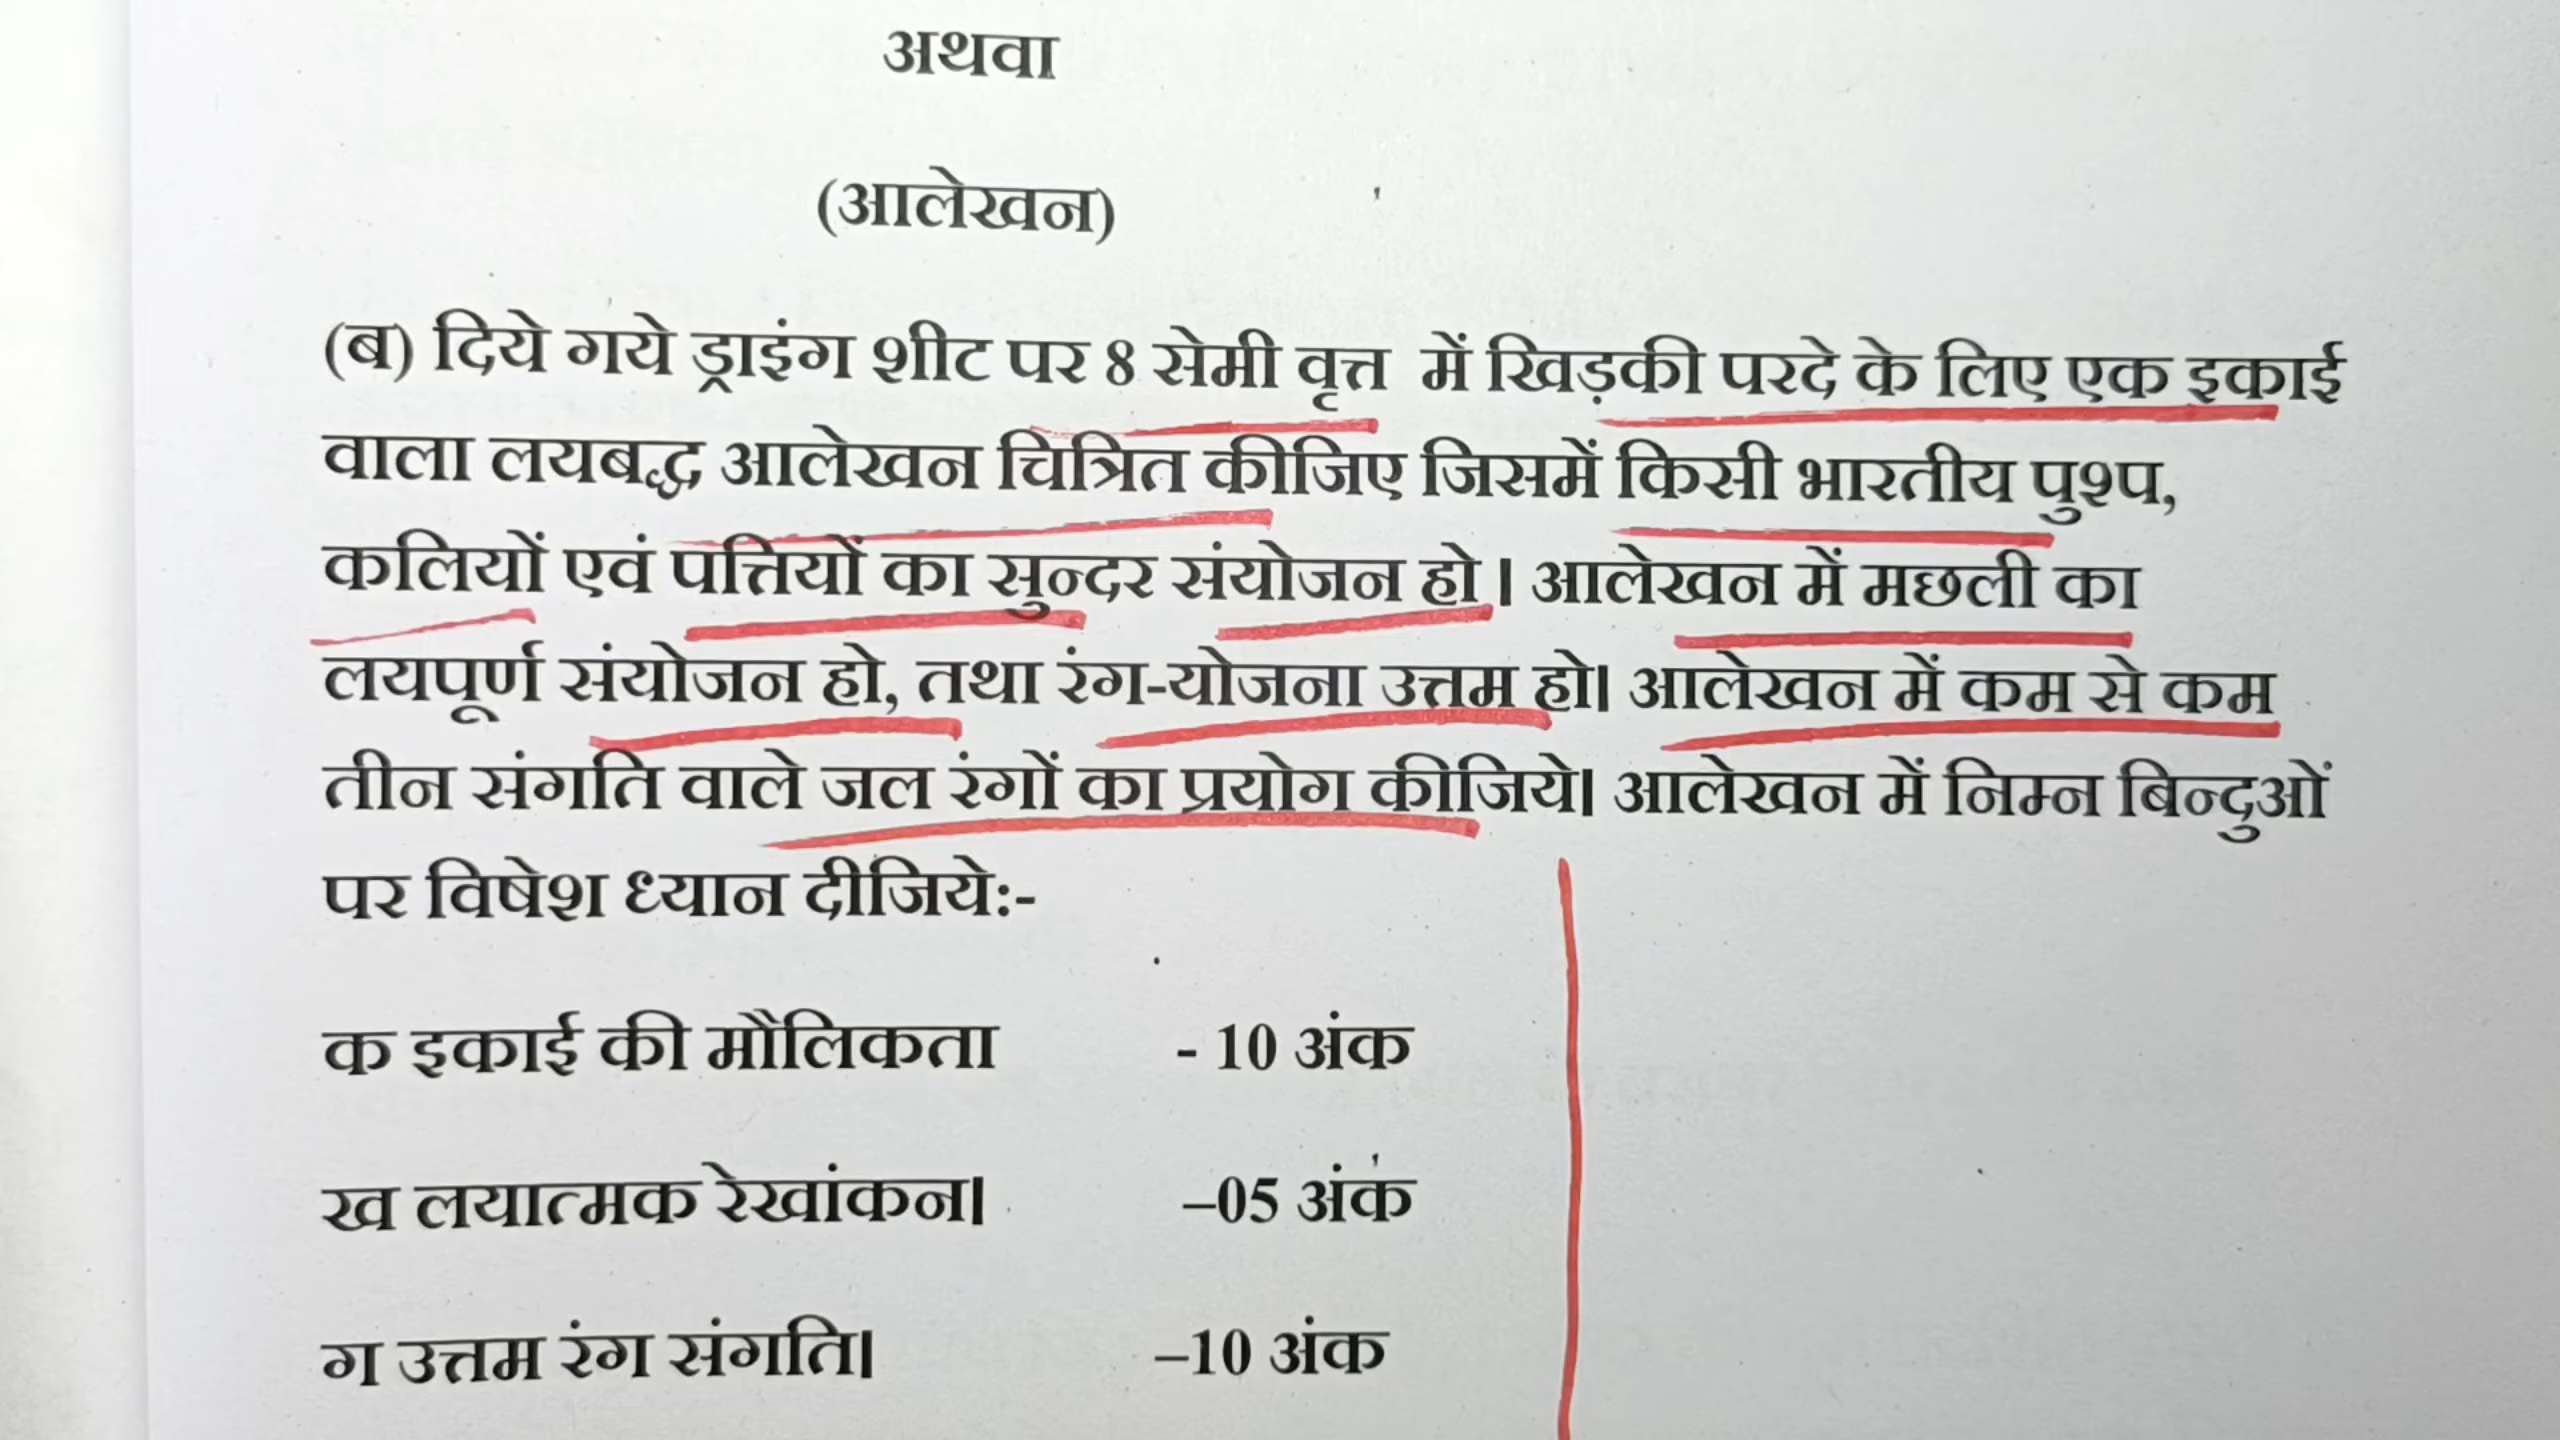 अथवा
(आलेखन)
(ब) दिये गये ड्राइंग शीट पर 8 सेमी वृत्त में खिड़की परदे के लिए एक इकाई
वाला लयबद्ध आलेखन चित्रित कीजिए जिसमें किसी भारतीय पुश्प,
कलियों एवं पत्तियों का सुन्दर संयोजन हो। आलेखन में मछली का
लयपूर्ण संयोजन हो, तथा रंग-योजना उत्तम हो। आलेखन में कम से कम
तीन संगति वाले जल रंगों का प्रयोग कीजिये। आलेखन में निम्न बिन्दुओं
पर विषेश ध्यान दीजिये:-
क इकाई की मौलिकता - 10 अंक
ख लयात्मक रेखांकन। –05 अंक
ग उत्तम रंग संगति। –10 अंक